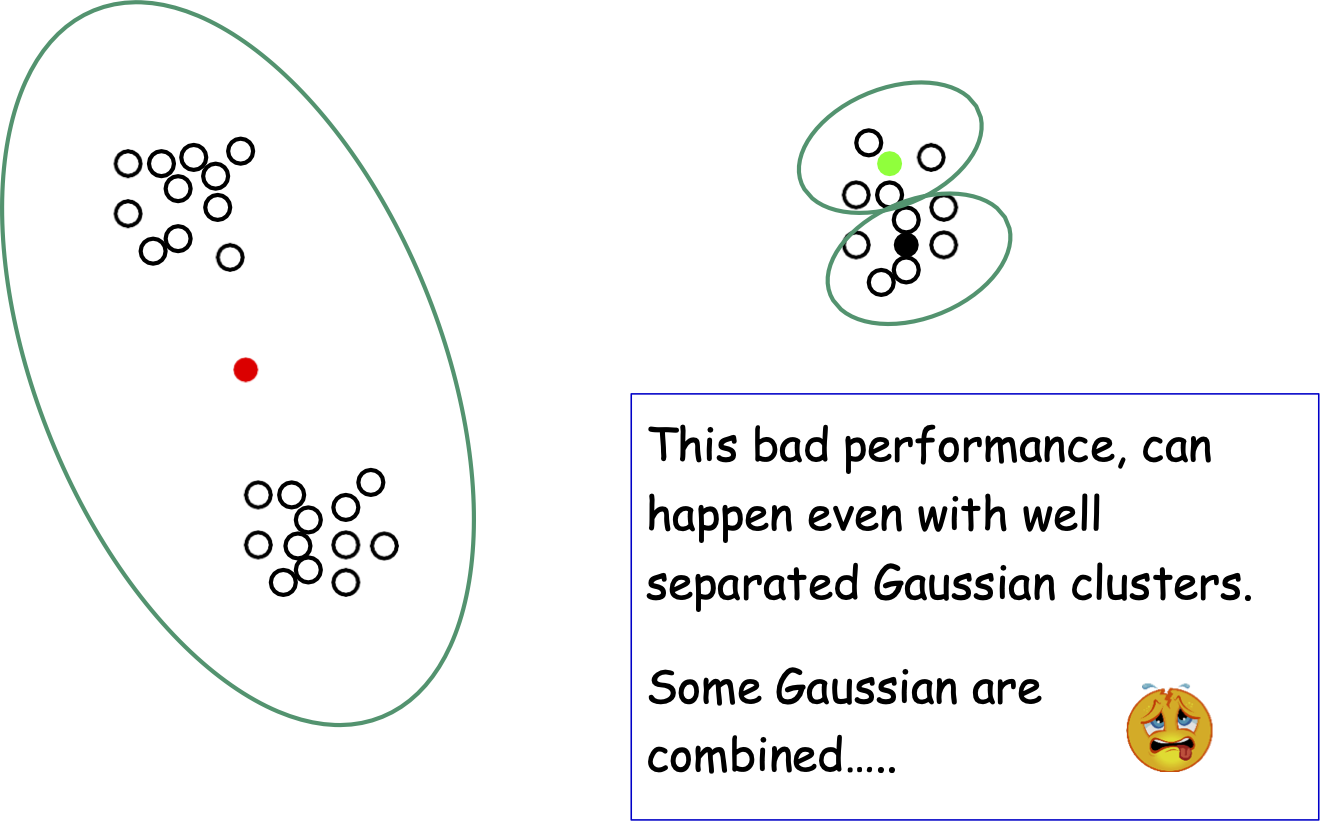 This bad performance, can
happen even with well
separated Gaussian clusters.
Some Gaussian are
combined.....